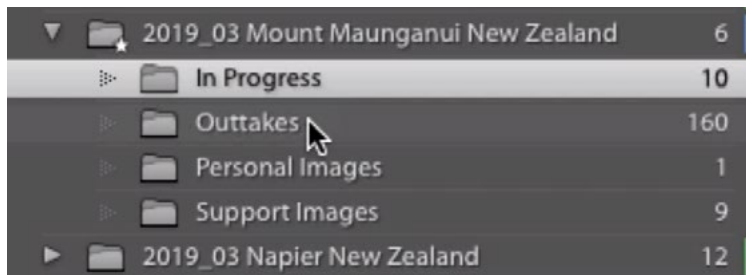 2019_03 Mount Maunganui New Zealand 6
In Progress 10
Outtakes 160
Personal Images 1
Support Images 9
2019_03 Napier New Zealand 12